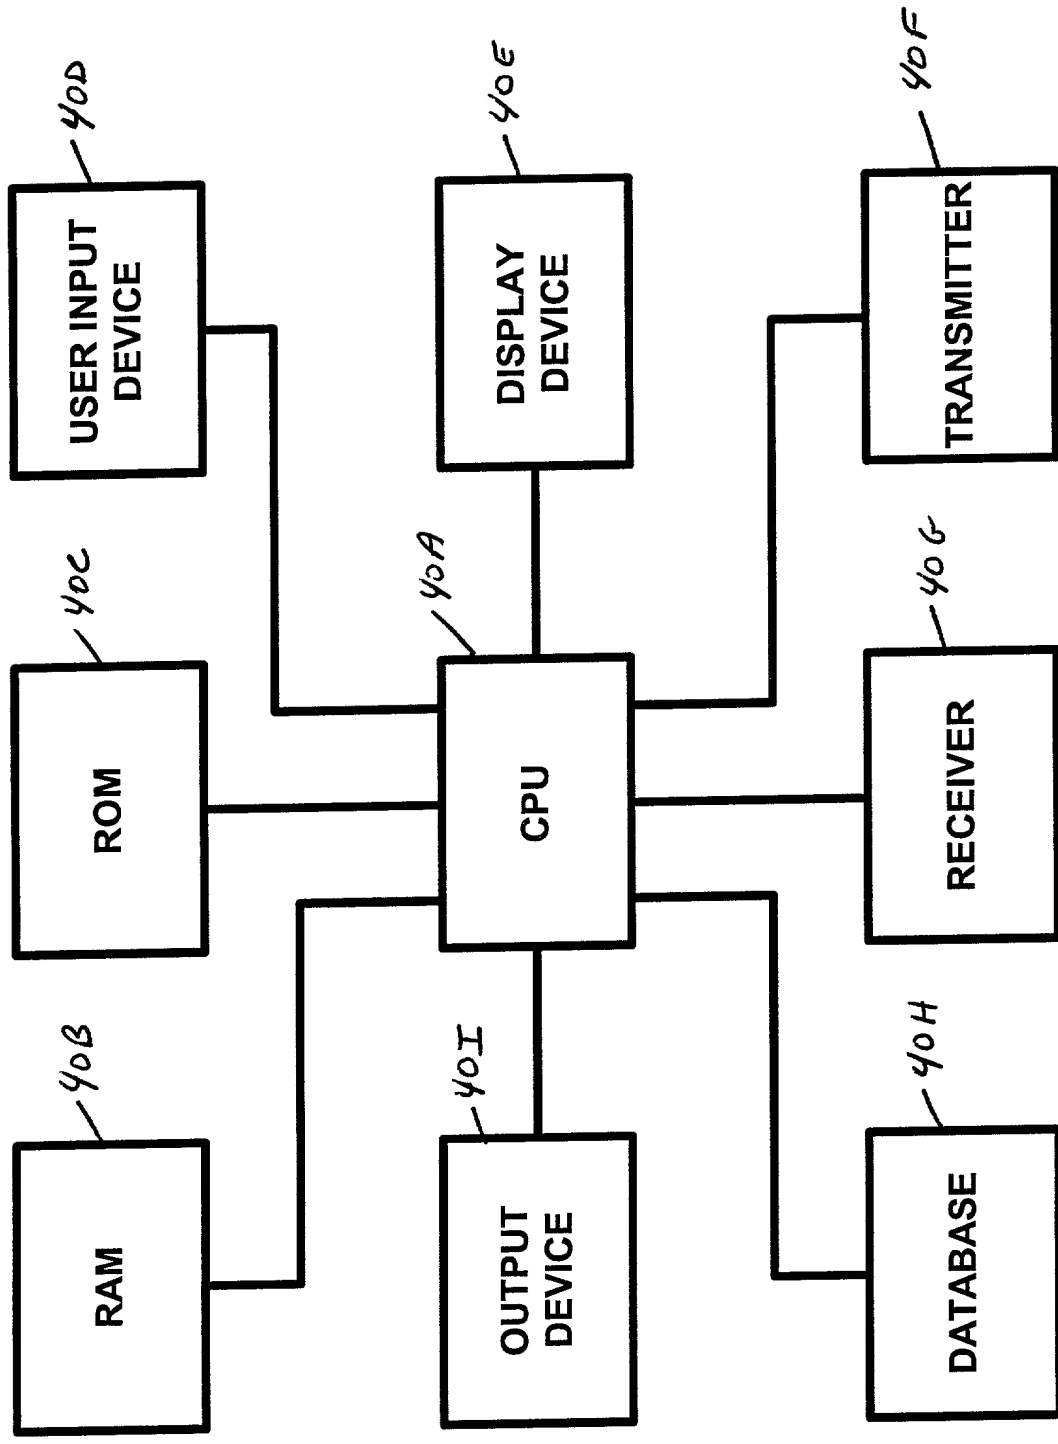 40B
40C
40D
RAM
ROM
USER INPUT
DEVICE
40I
40A
40E
OUTPUT
DEVICE
CPU
DISPLAY
DEVICE
40H
40G
40F
DATABASE
RECEIVER
TRANSMITTER